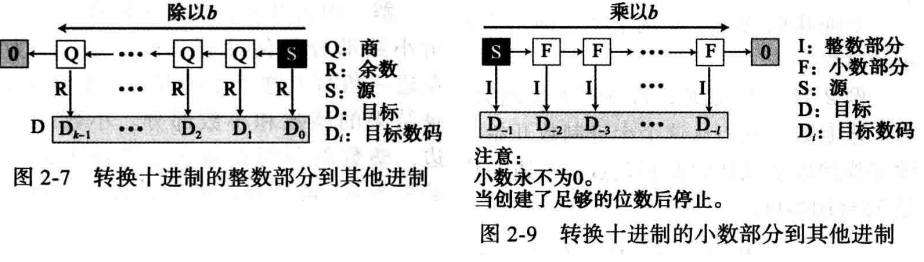 除以b
0 Q ... Q Q S
R ... R R R
D D_{k-1} ... D_2 D_1 D_0
Q：商
R：余数
S：源
D：目标
D_i：目标数码
图 2-7 转换十进制的整数部分到其他进制
乘以b
S F F ... F 0
I I I ... I
D_{-1} D_{-2} D_{-3} ... D_{-l}
I：整数部分
F：小数部分
S：源
D：目标
D_i：目标数码
注意：
小数永不为0。
当创建了足够的位数后停止。
图 2-9 转换十进制的小数部分到其他进制